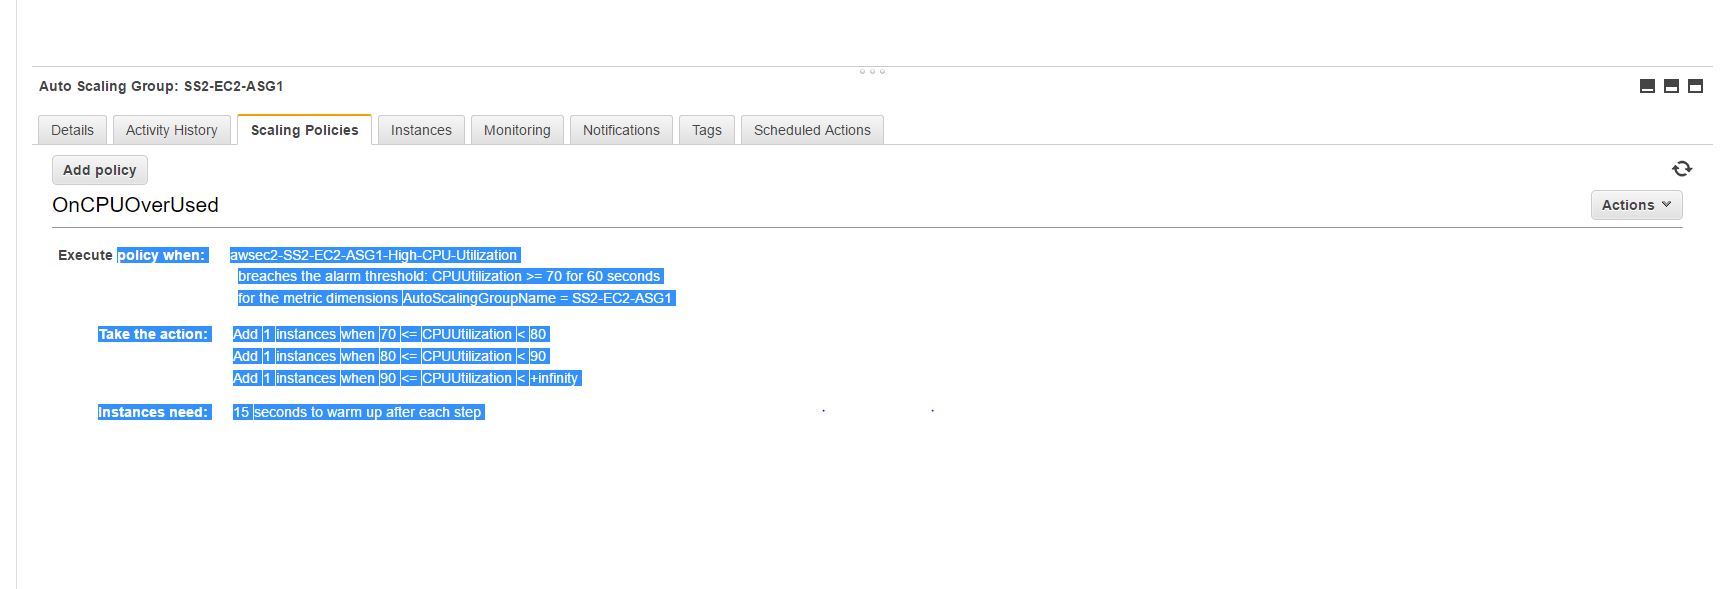 Auto Scaling Group: SS2-EC2-ASG1
Details Activity History Scaling Policies Instances Monitoring Notifications Tags Scheduled Actions
Add policy
OnCPUOverUsed
Actions
Execute policy when: awsec2-SS2-EC2-ASG1-High-CPU-Utilization
breaches the alarm threshold: CPUUtilization >= 70 for 60 seconds
for the metric dimensions AutoScalingGroupName = SS2-EC2-ASG1
Take the action: Add 1 instances when 70 <= CPUUtilization < 80
Add 1 instances when 80 <= CPUUtilization < 90
Add 1 instances when 90 <= CPUUtilization < +infinity
Instances need: 15 seconds to warm up after each step